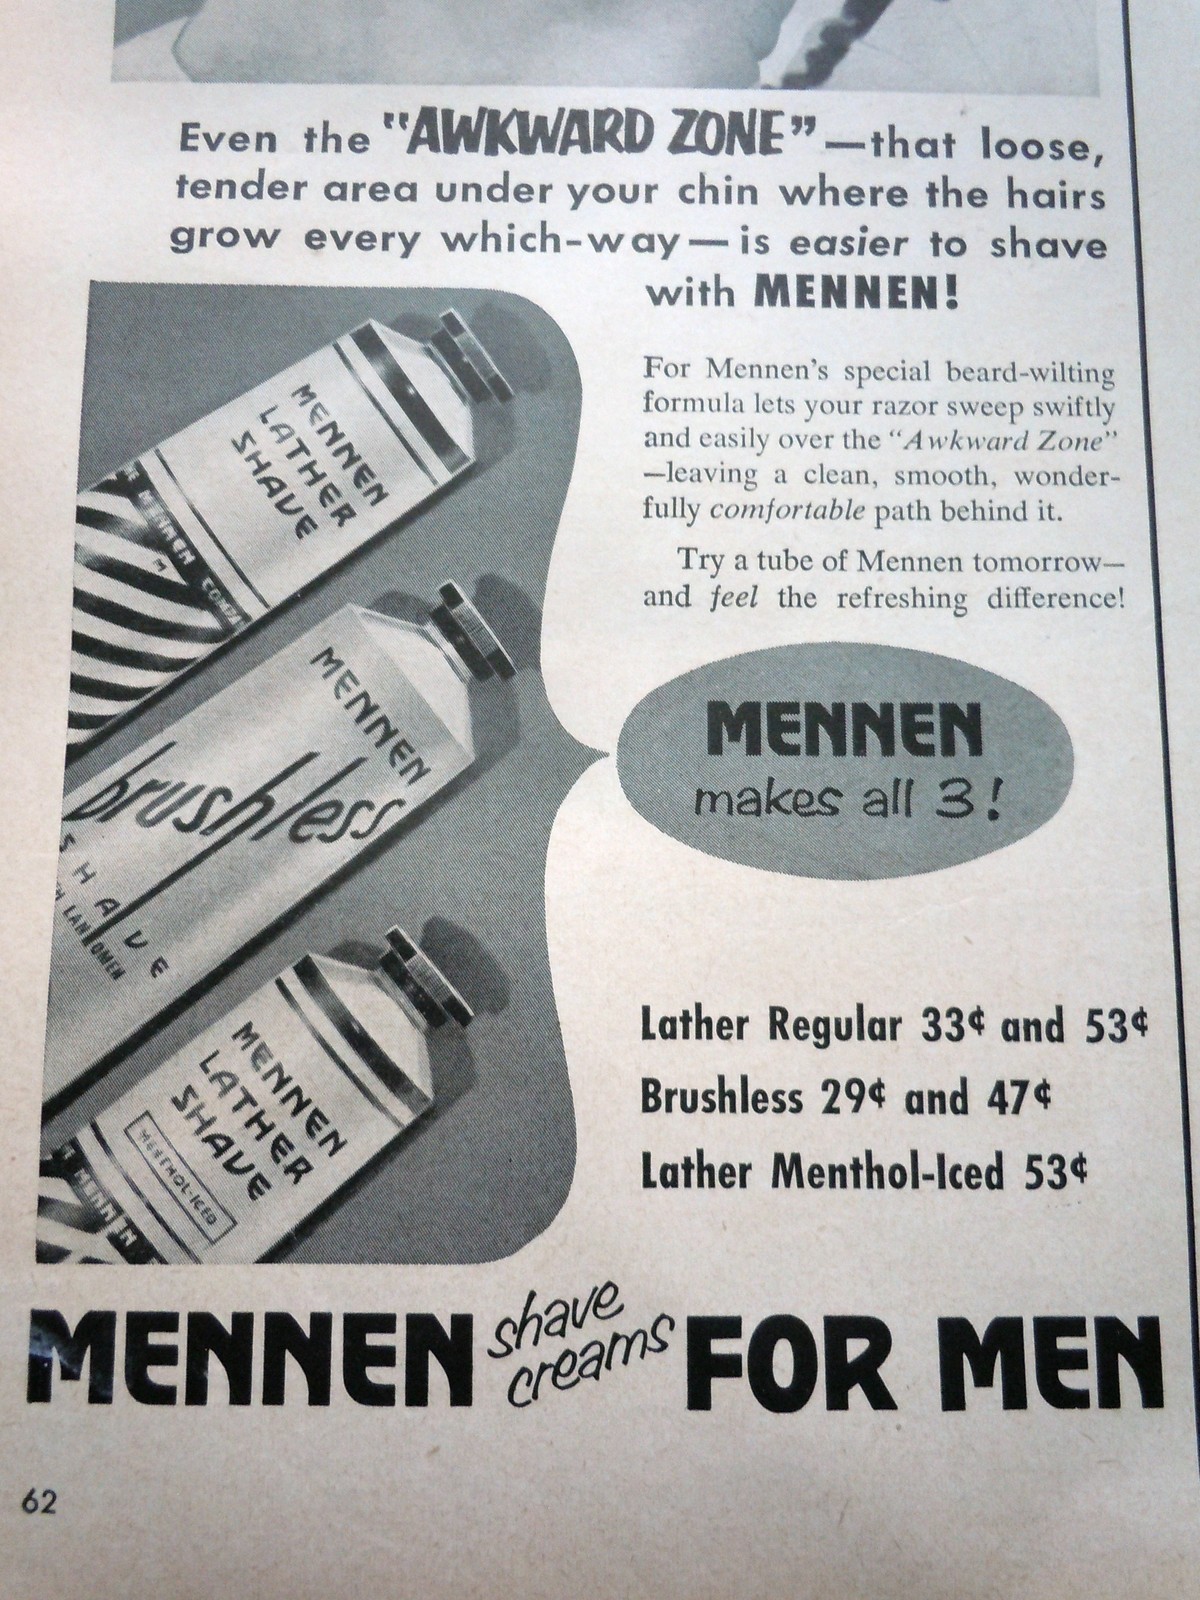 Even the "AWKWARD ZONE"—that loose,
tender area under your chin where the hairs
grow every which-way—is easier to shave
with MENNEN!
For Mennen's special beard-wilting
formula lets your razor sweep swiftly
and easily over the "Awkward Zone"
—leaving a clean, smooth, wonder-
fully comfortable path behind it.
Try a tube of Mennen tomorrow—
and feel the refreshing difference!
MENNEN
LATHER
SHAVE
MENNEN
MENNEN
brushless
SHAVE
MENNEN
LATHER
SHAVE
MENTHOL-ICED
MENNEN
MENNEN
makes all 3!
Lather Regular 33¢ and 53¢
Brushless 29¢ and 47¢
Lather Menthol-Iced 53¢
MENNEN shave creams FOR MEN
62